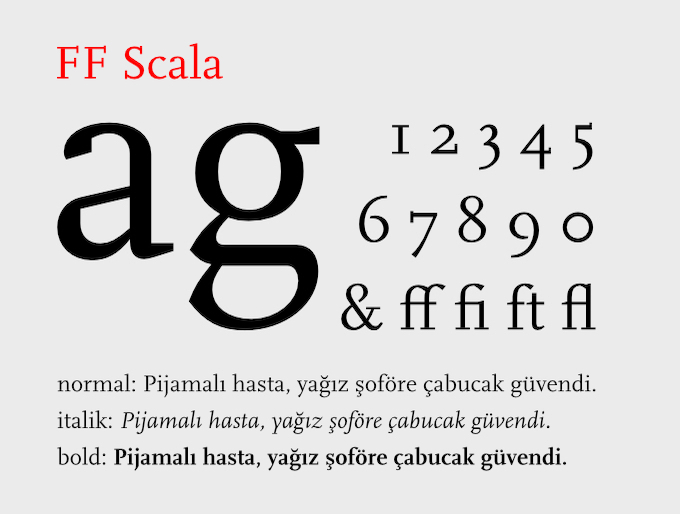 FF Scala
ag
1 2 3 4 5
6 7 8 9 0
& ff fi ft fl
normal: Pijamalı hasta, yağız şoföre çabucak güvendi.
italik: Pijamalı hasta, yağız şoföre çabucak güvendi.
bold: Pijamalı hasta, yağız şoföre çabucak güvendi.